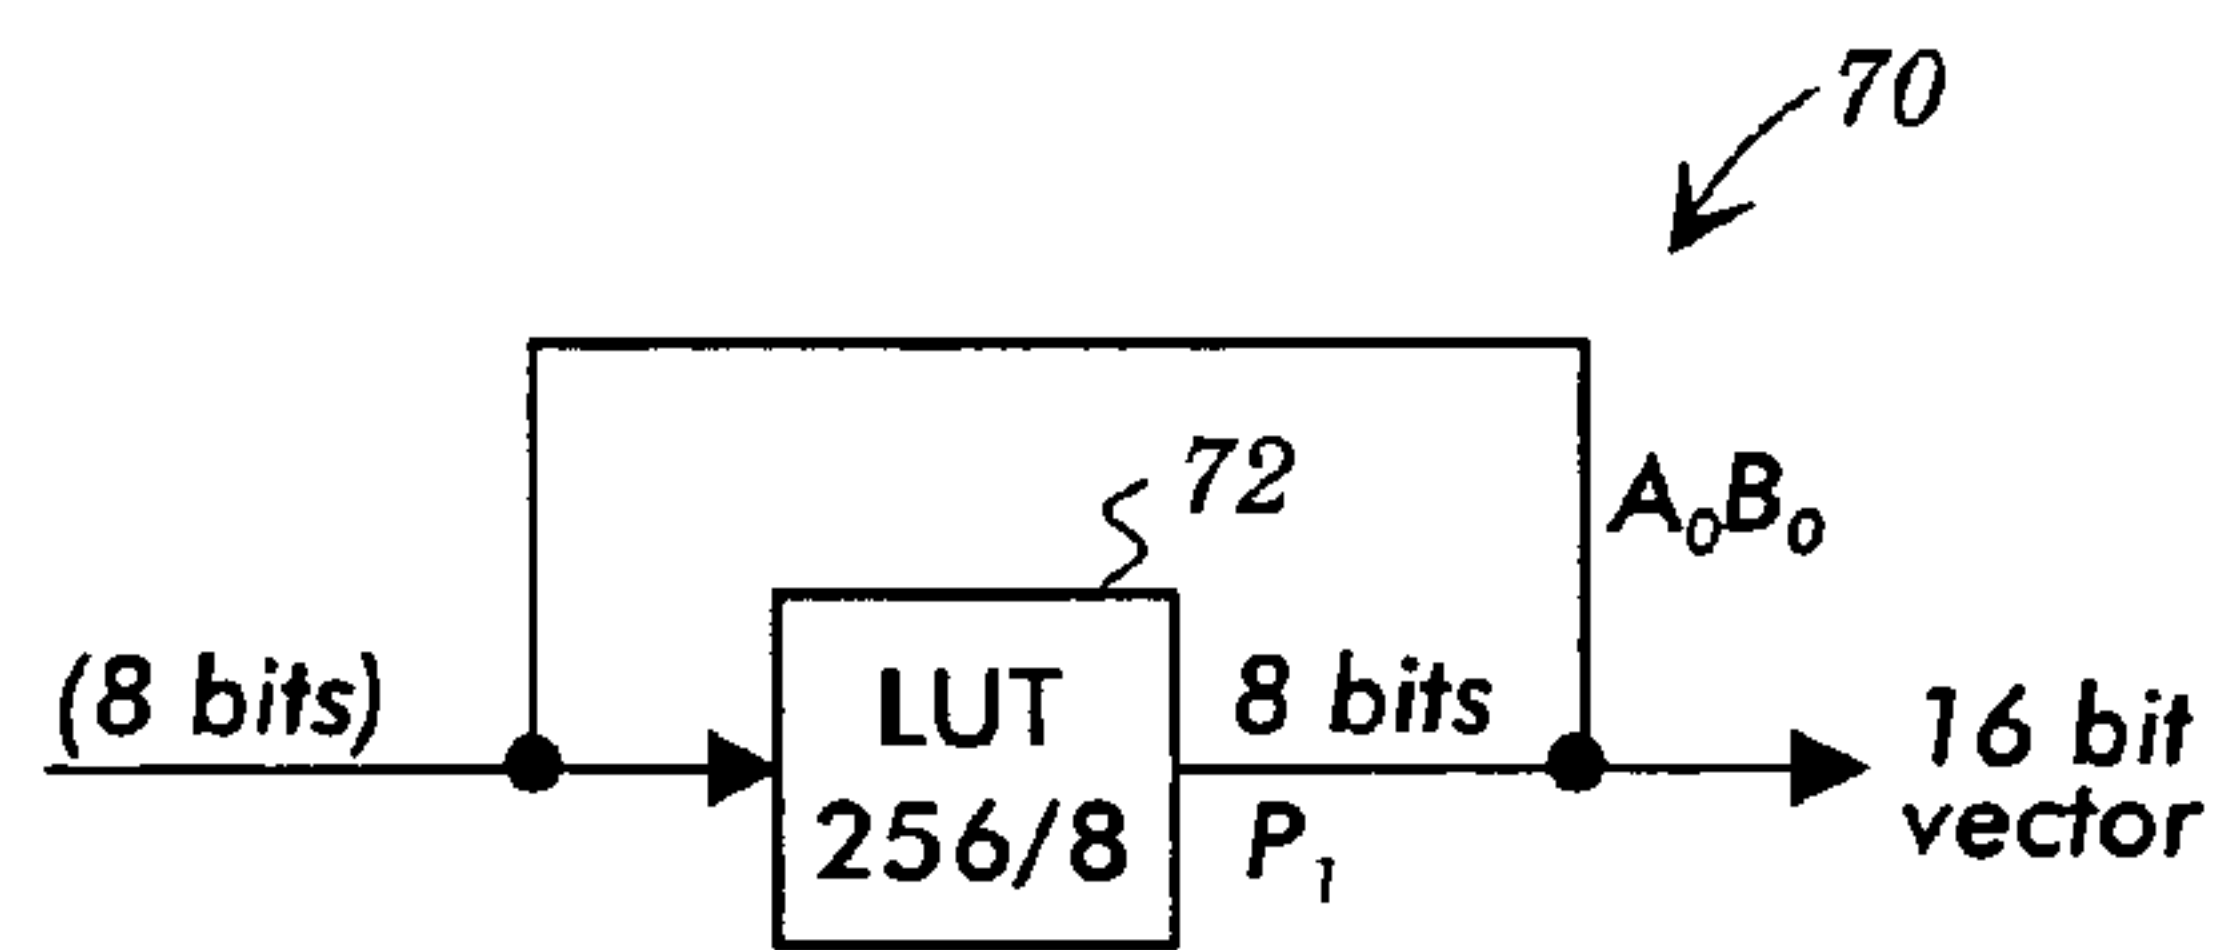 70
72
A₀B₀
(8 bits)
LUT
256/8
8 bits
P₁
16 bit
vector